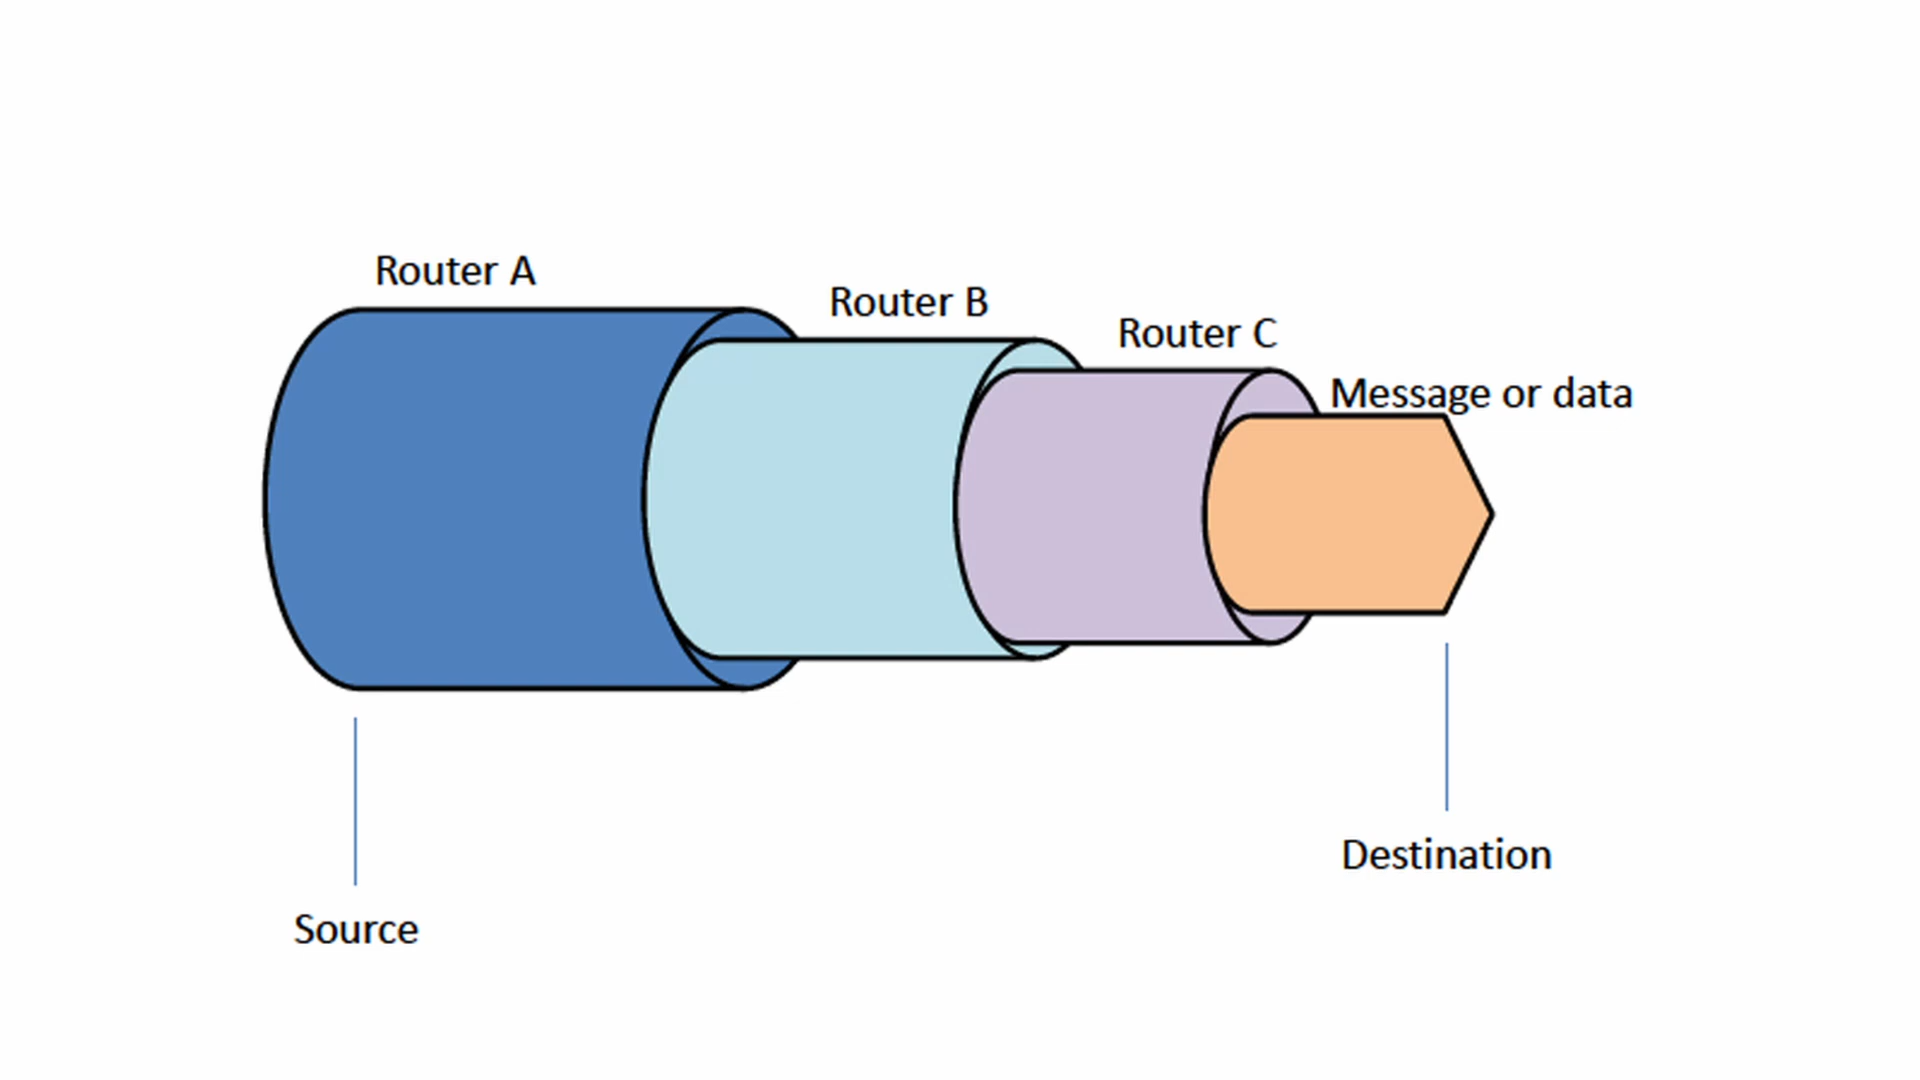 Router A
Router B
Router C
Message or data
Destination
Source